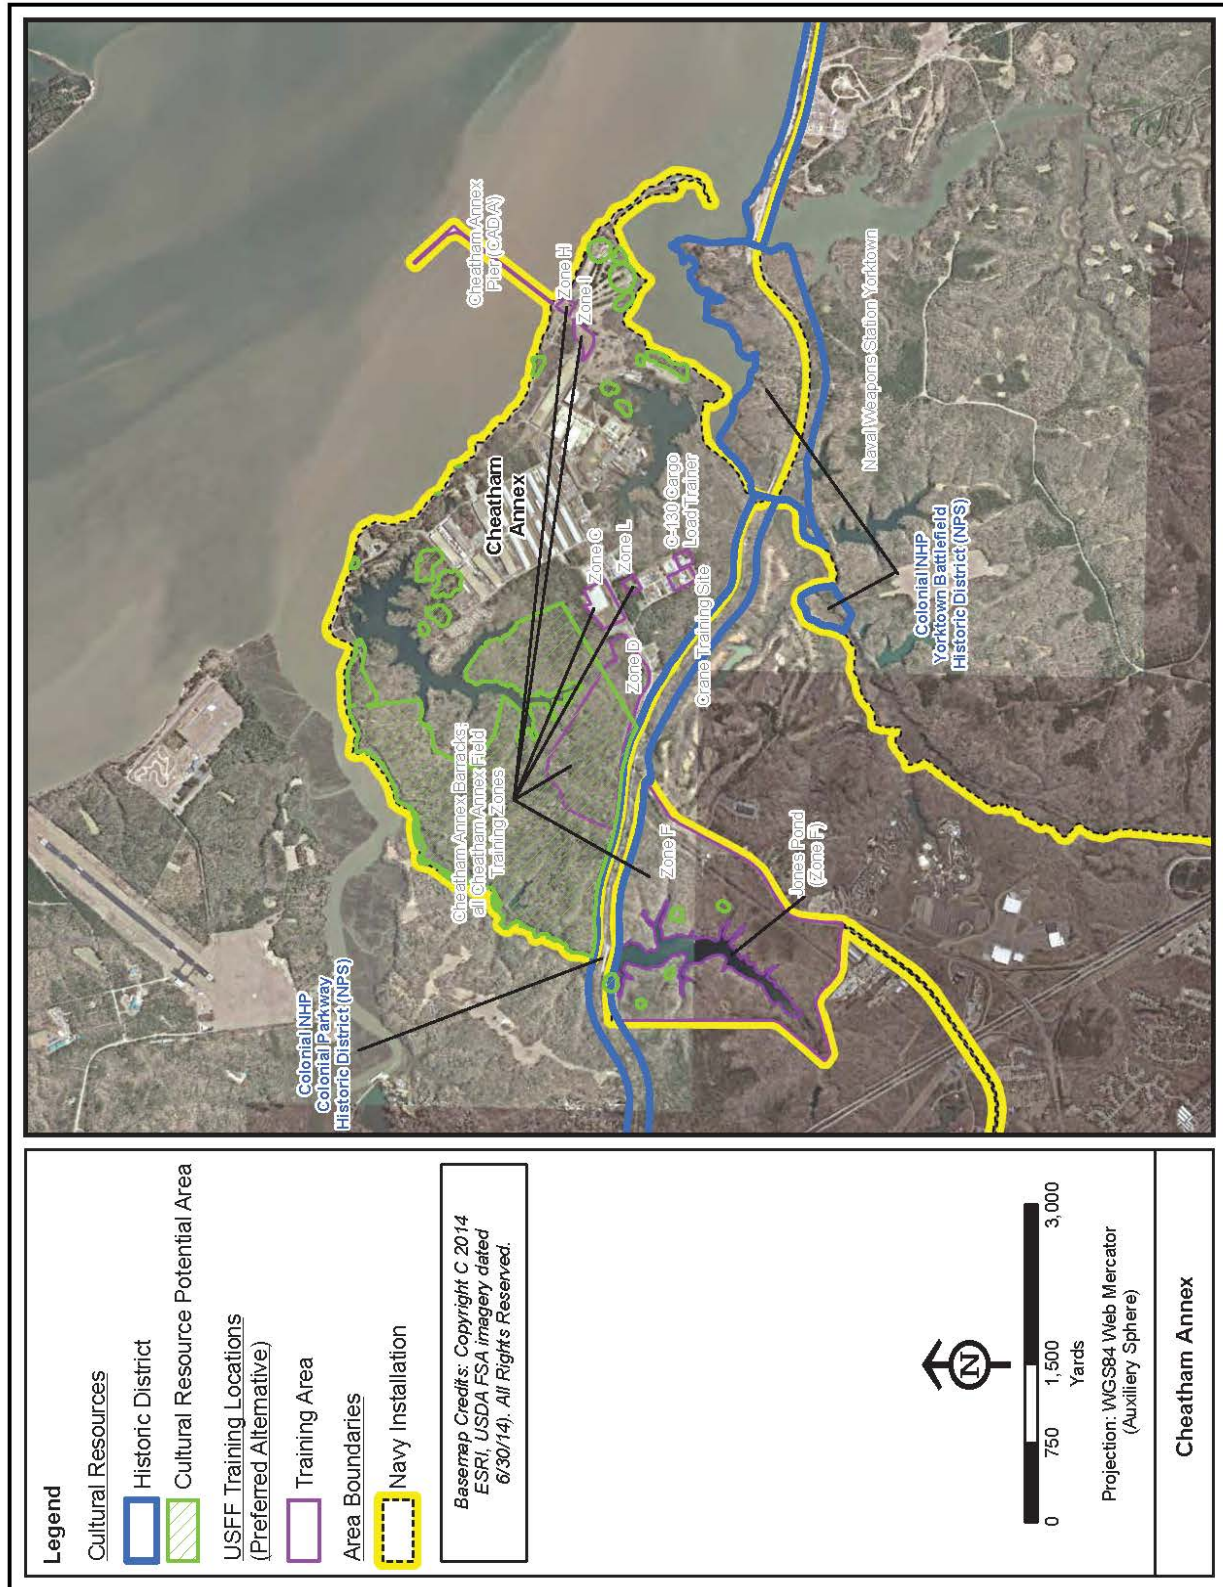 Legend
Cultural Resources
Historic District
Cultural Resource Potential Area
USFF Training Locations
(Preferred Alternative)
Training Area
Area Boundaries
Navy Installation
Basemap Credits: Copyright C 2014
ESRI, USDA FSA imagery dated
6/30/14). All Rights Reserved.
N
0
750
1,500
3,000
Yards
Projection: WGS84 Web Mercator
(Auxiliary Sphere)
Cheatham Annex
Colonial NHP
Colonial Parkway
Historic District (NPS)
Cheatham Annex Barracks:
all Cheatham Annex Field
Training Zones
Cheatham
Annex
Cheatham Annex
Pier (CAD A)
Zone H
Zone I
Zone C
Zone L
C-130 Cargo
Load Trainer
Zone D
Crane Training Site
Zone F
Jones Pond
(Zone F)
Naval Weapons Station Yorktown
Colonial NHP
Yorktown Battlefield
Historic District (NPS)